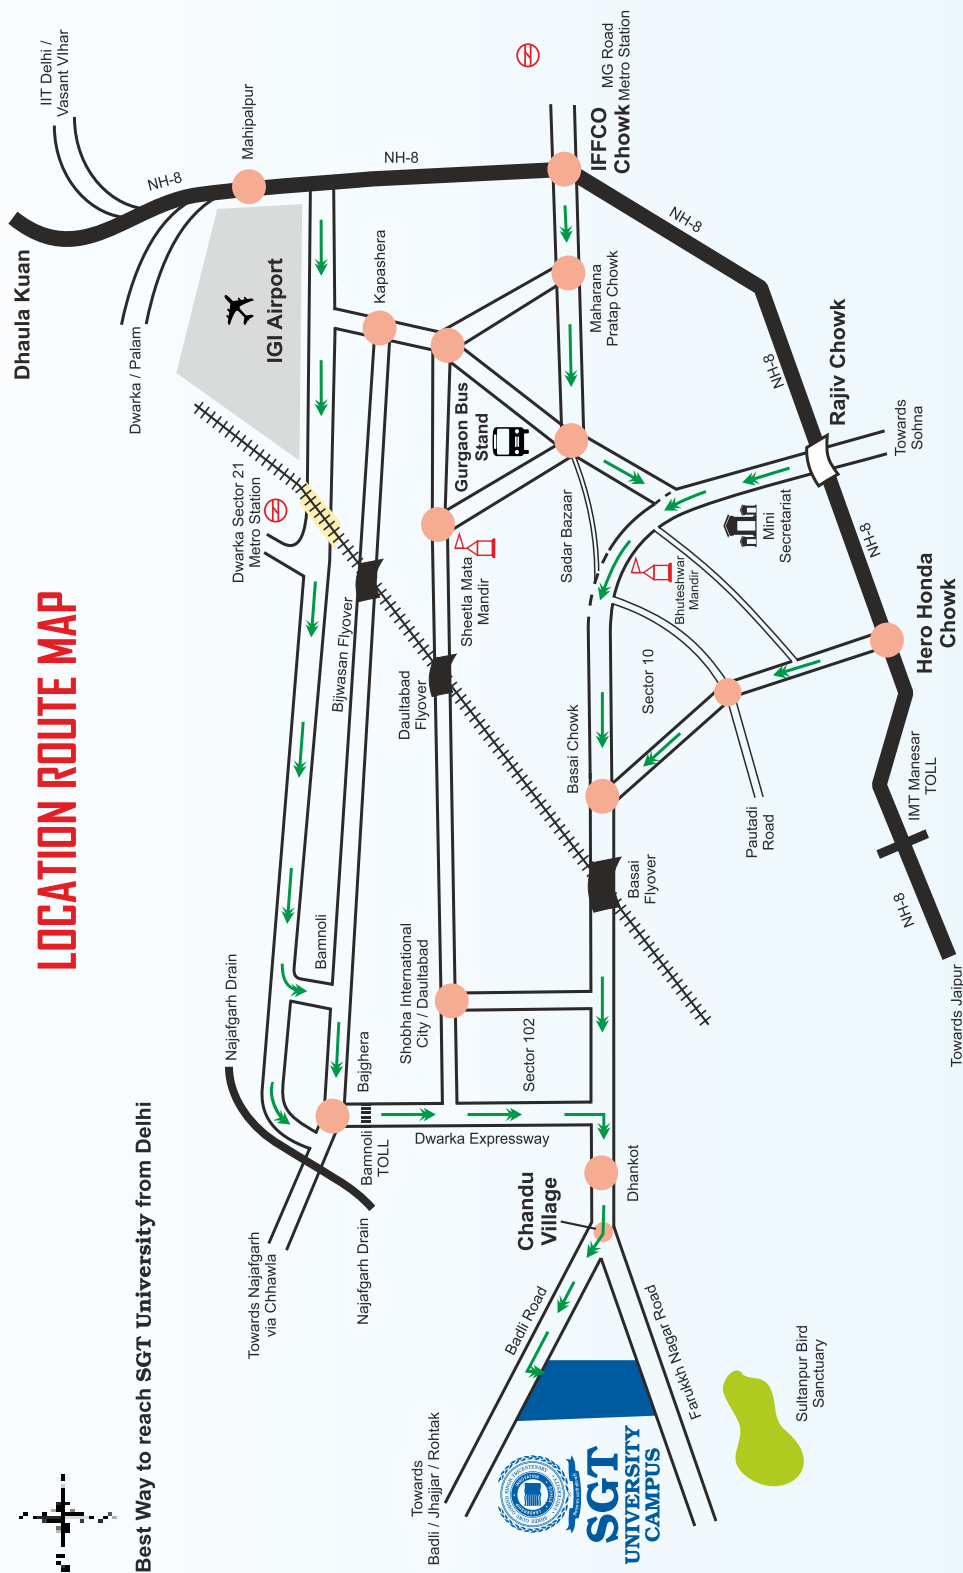 LOCATION ROUTE MAP
Best Way to reach SGT University from Delhi
Dhaula Kuan
IIT Delhi /
Vasant VIhar
NH-8
Mahipalpur
NH-8
Dwarka / Palam
IGI Airport
Kapashera
MG Road
Metro Station
IFFCO
Chowk
NH-8
Maharana
Pratap Chowk
Dwarka Sector 21
Metro Station
Gurgaon Bus
Stand
NH-8
Rajiv Chowk
Towards
Sohna
Sadar Bazaar
Mini
Secretariat
Sheetla Mata
Mandir
Bhuteshwar
Mandir
NH-8
Hero Honda
Chowk
Bijwasan Flyover
Daultabad
Flyover
Sector 10
Basai Chowk
Pautadi
Road
IMT Manesar
TOLL
NH-8
Towards Jaipur
Basai
Flyover
Bamnoli
Najafgarh Drain
Shobha International
City / Daultabad
Sector 102
Bajghera
Bamnoli
TOLL
Dwarka Expressway
Dhankot
Chandu
Village
Towards Najafgarh
via Chhawla
Najafgarh Drain
Badli Road
Farukkh Nagar Road
Sultanpur Bird
Sanctuary
Towards
Badli / Jhajjar / Rohtak
SGT
UNIVERSITY
CAMPUS